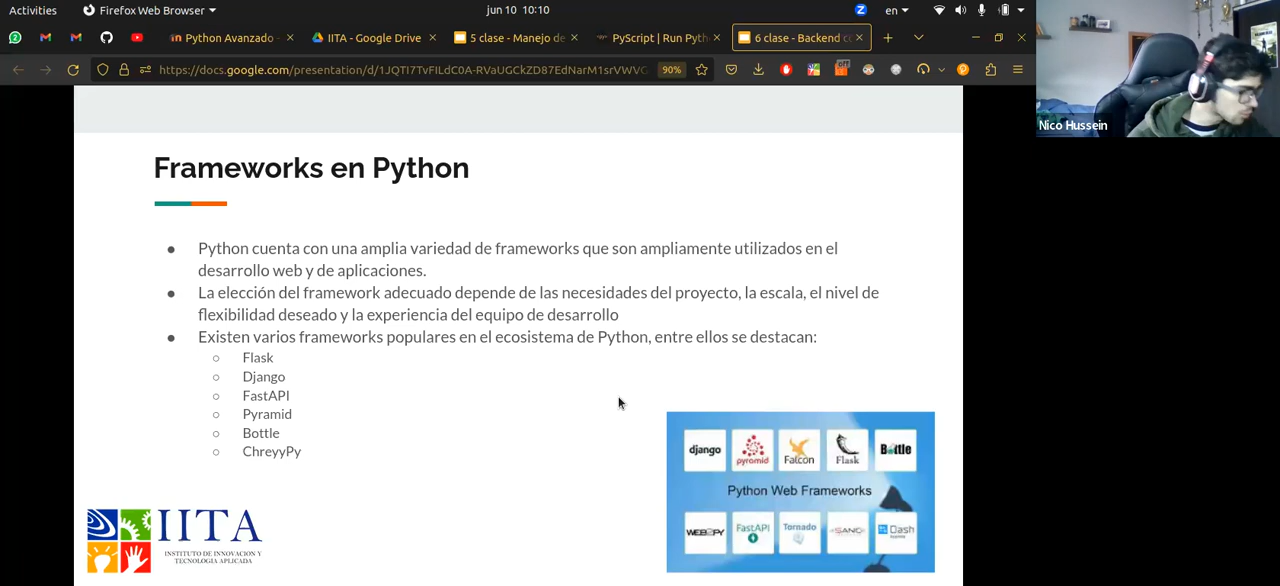 Activities
Firefox Web Browser
jun 10 10:10
en
Python Avanzado -
IITA - Google Drive
5 clase - Manejo de
PyScript | Run Pyth
6 clase - Backend c
https://docs.google.com/presentation/d/1JQTI7TvFILdC0A-RVaUGCkZD87EdNarM1srVWVG
90%
off
Nico Hussein
Frameworks en Python
Python cuenta con una amplia variedad de frameworks que son ampliamente utilizados en el
desarrollo web y de aplicaciones.
La elección del framework adecuado depende de las necesidades del proyecto, la escala, el nivel de
flexibilidad deseado y la experiencia del equipo de desarrollo
Existen varios frameworks populares en el ecosistema de Python, entre ellos se destacan:
Flask
Django
FastAPI
Pyramid
Bottle
ChreyyPy
django pyramid Falcon Flask Bottle
Python Web Frameworks
WEB2PY FastAPI Tornado SANIC Dash
IITA
INSTITUTO DE INNOVACION Y
TECNOLOGIA APLICADA